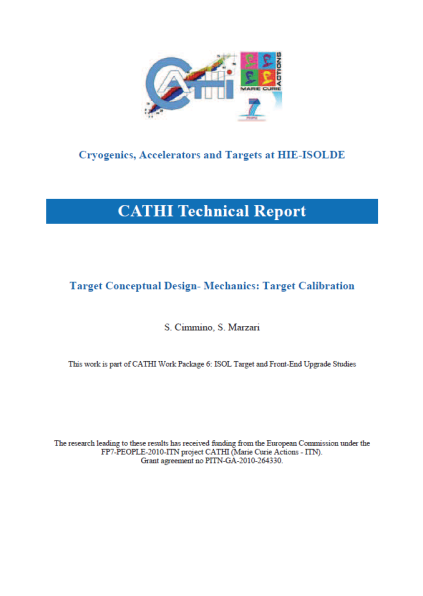 CATHI
MARIE CURIE
ACTIONS
7
Cryogenics, Accelerators and Targets at HIE-ISOLDE
CATHI Technical Report
Target Conceptual Design- Mechanics: Target Calibration
S. Cimmino, S. Marzari
This work is part of CATHI Work Package 6: ISOL Target and Front-End Upgrade Studies
The research leading to these results has received funding from the European Commission under the
FP7-PEOPLE-2010-ITN project CATHI (Marie Curie Actions - ITN).
Grant agreement no PITN-GA-2010-264330.